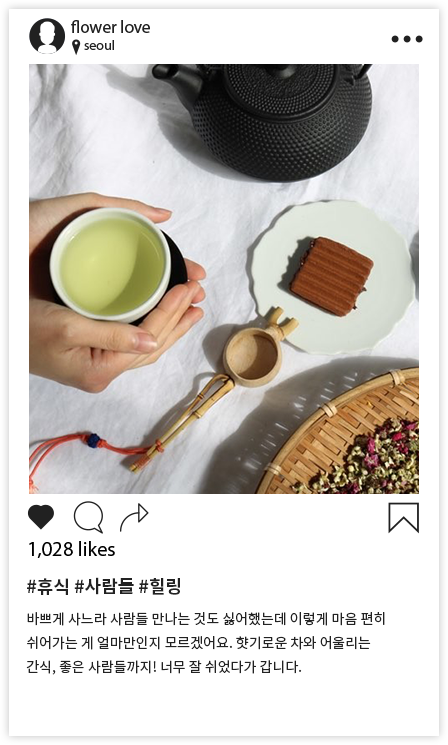 flower love
seoul
1,028 likes
#휴식 #사람들 #힐링
바쁘게 사느라 사람들 만나는 것도 싫어했는데 이렇게 마음 편히
쉬어가는 게 얼마만인지 모르겠어요. 향기로운 차와 어울리는
간식, 좋은 사람들까지! 너무 잘 쉬었다가 갑니다.